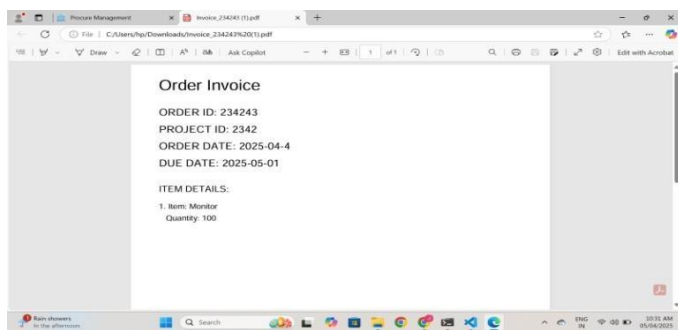 Procure Management
Invoice_234243 (1).pdf
File
C:/Users/hp/Downloads/Invoice_234243%20(1).pdf
Draw
Ask Copilot
1
of 1
Edit with Acrobat
Order Invoice
ORDER ID: 234243
PROJECT ID: 2342
ORDER DATE: 2025-04-4
DUE DATE: 2025-05-01
ITEM DETAILS:
1. Item: Monitor
Quantity: 100
Rain showers
In the afternoon
Search
ENG
IN
10:31 AM
05/04/2025